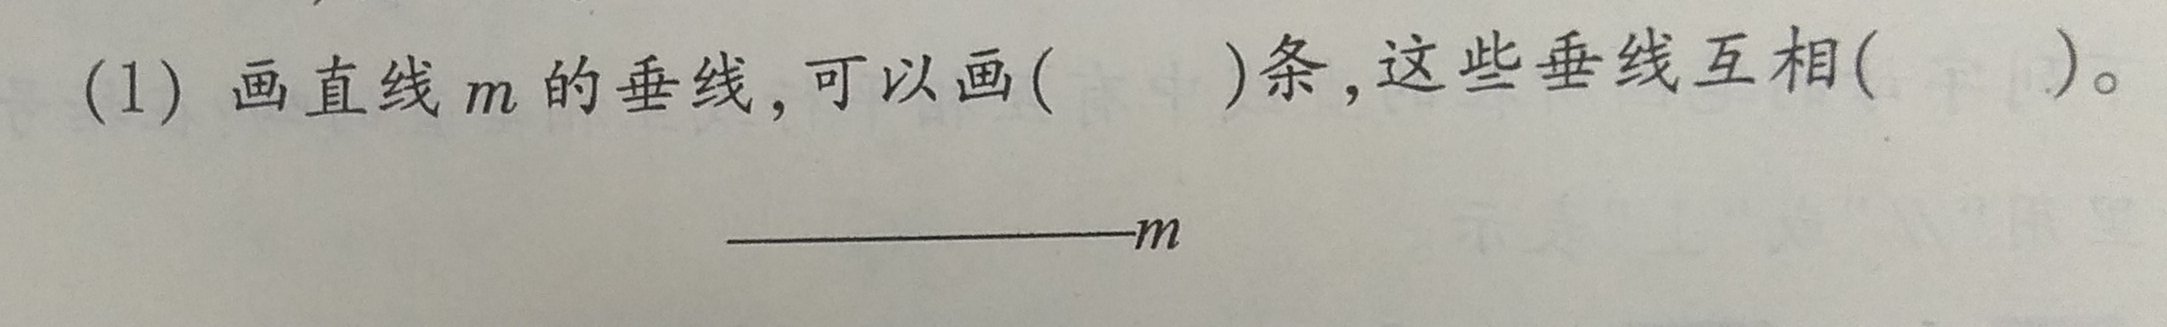 (1) 画直线 m 的垂线,可以画(　　)条,这些垂线互相(　　)。
m